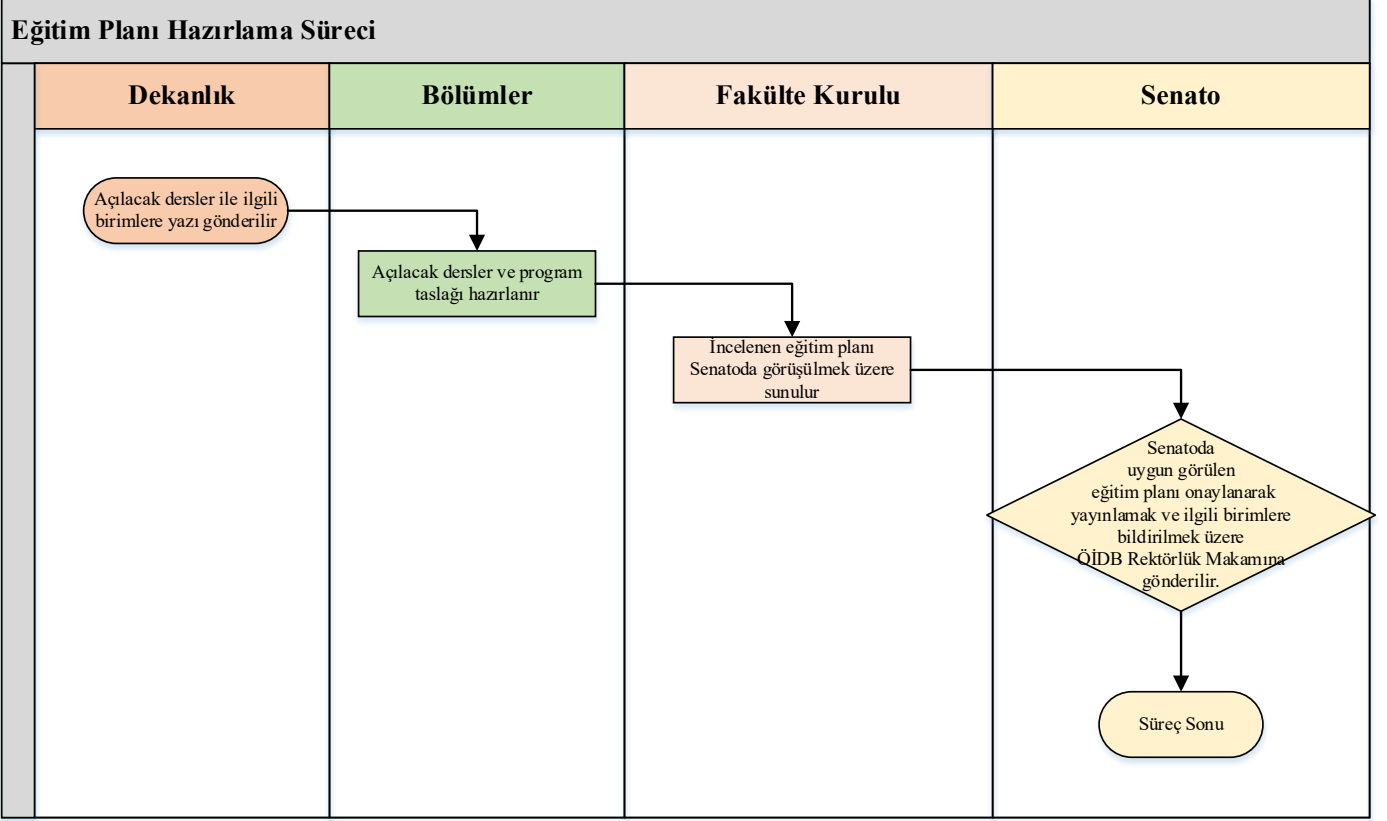 Eğitim Planı Hazırlama Süreci
Dekanlık
Bölümler
Fakülte Kurulu
Senato
Açılacak dersler ile ilgili
birimlere yazı gönderilir
Açılacak dersler ve program
taslağı hazırlanır
İncelenen eğitim planı
Senatoda görüşülmek üzere
sunulur
Senatoda
uygun görülen
eğitim planı onaylanarak
yayınlamak ve ilgili birimlere
bildirilmek üzere
ÖİDB Rektörlük Makamına
gönderilir.
Süreç Sonu